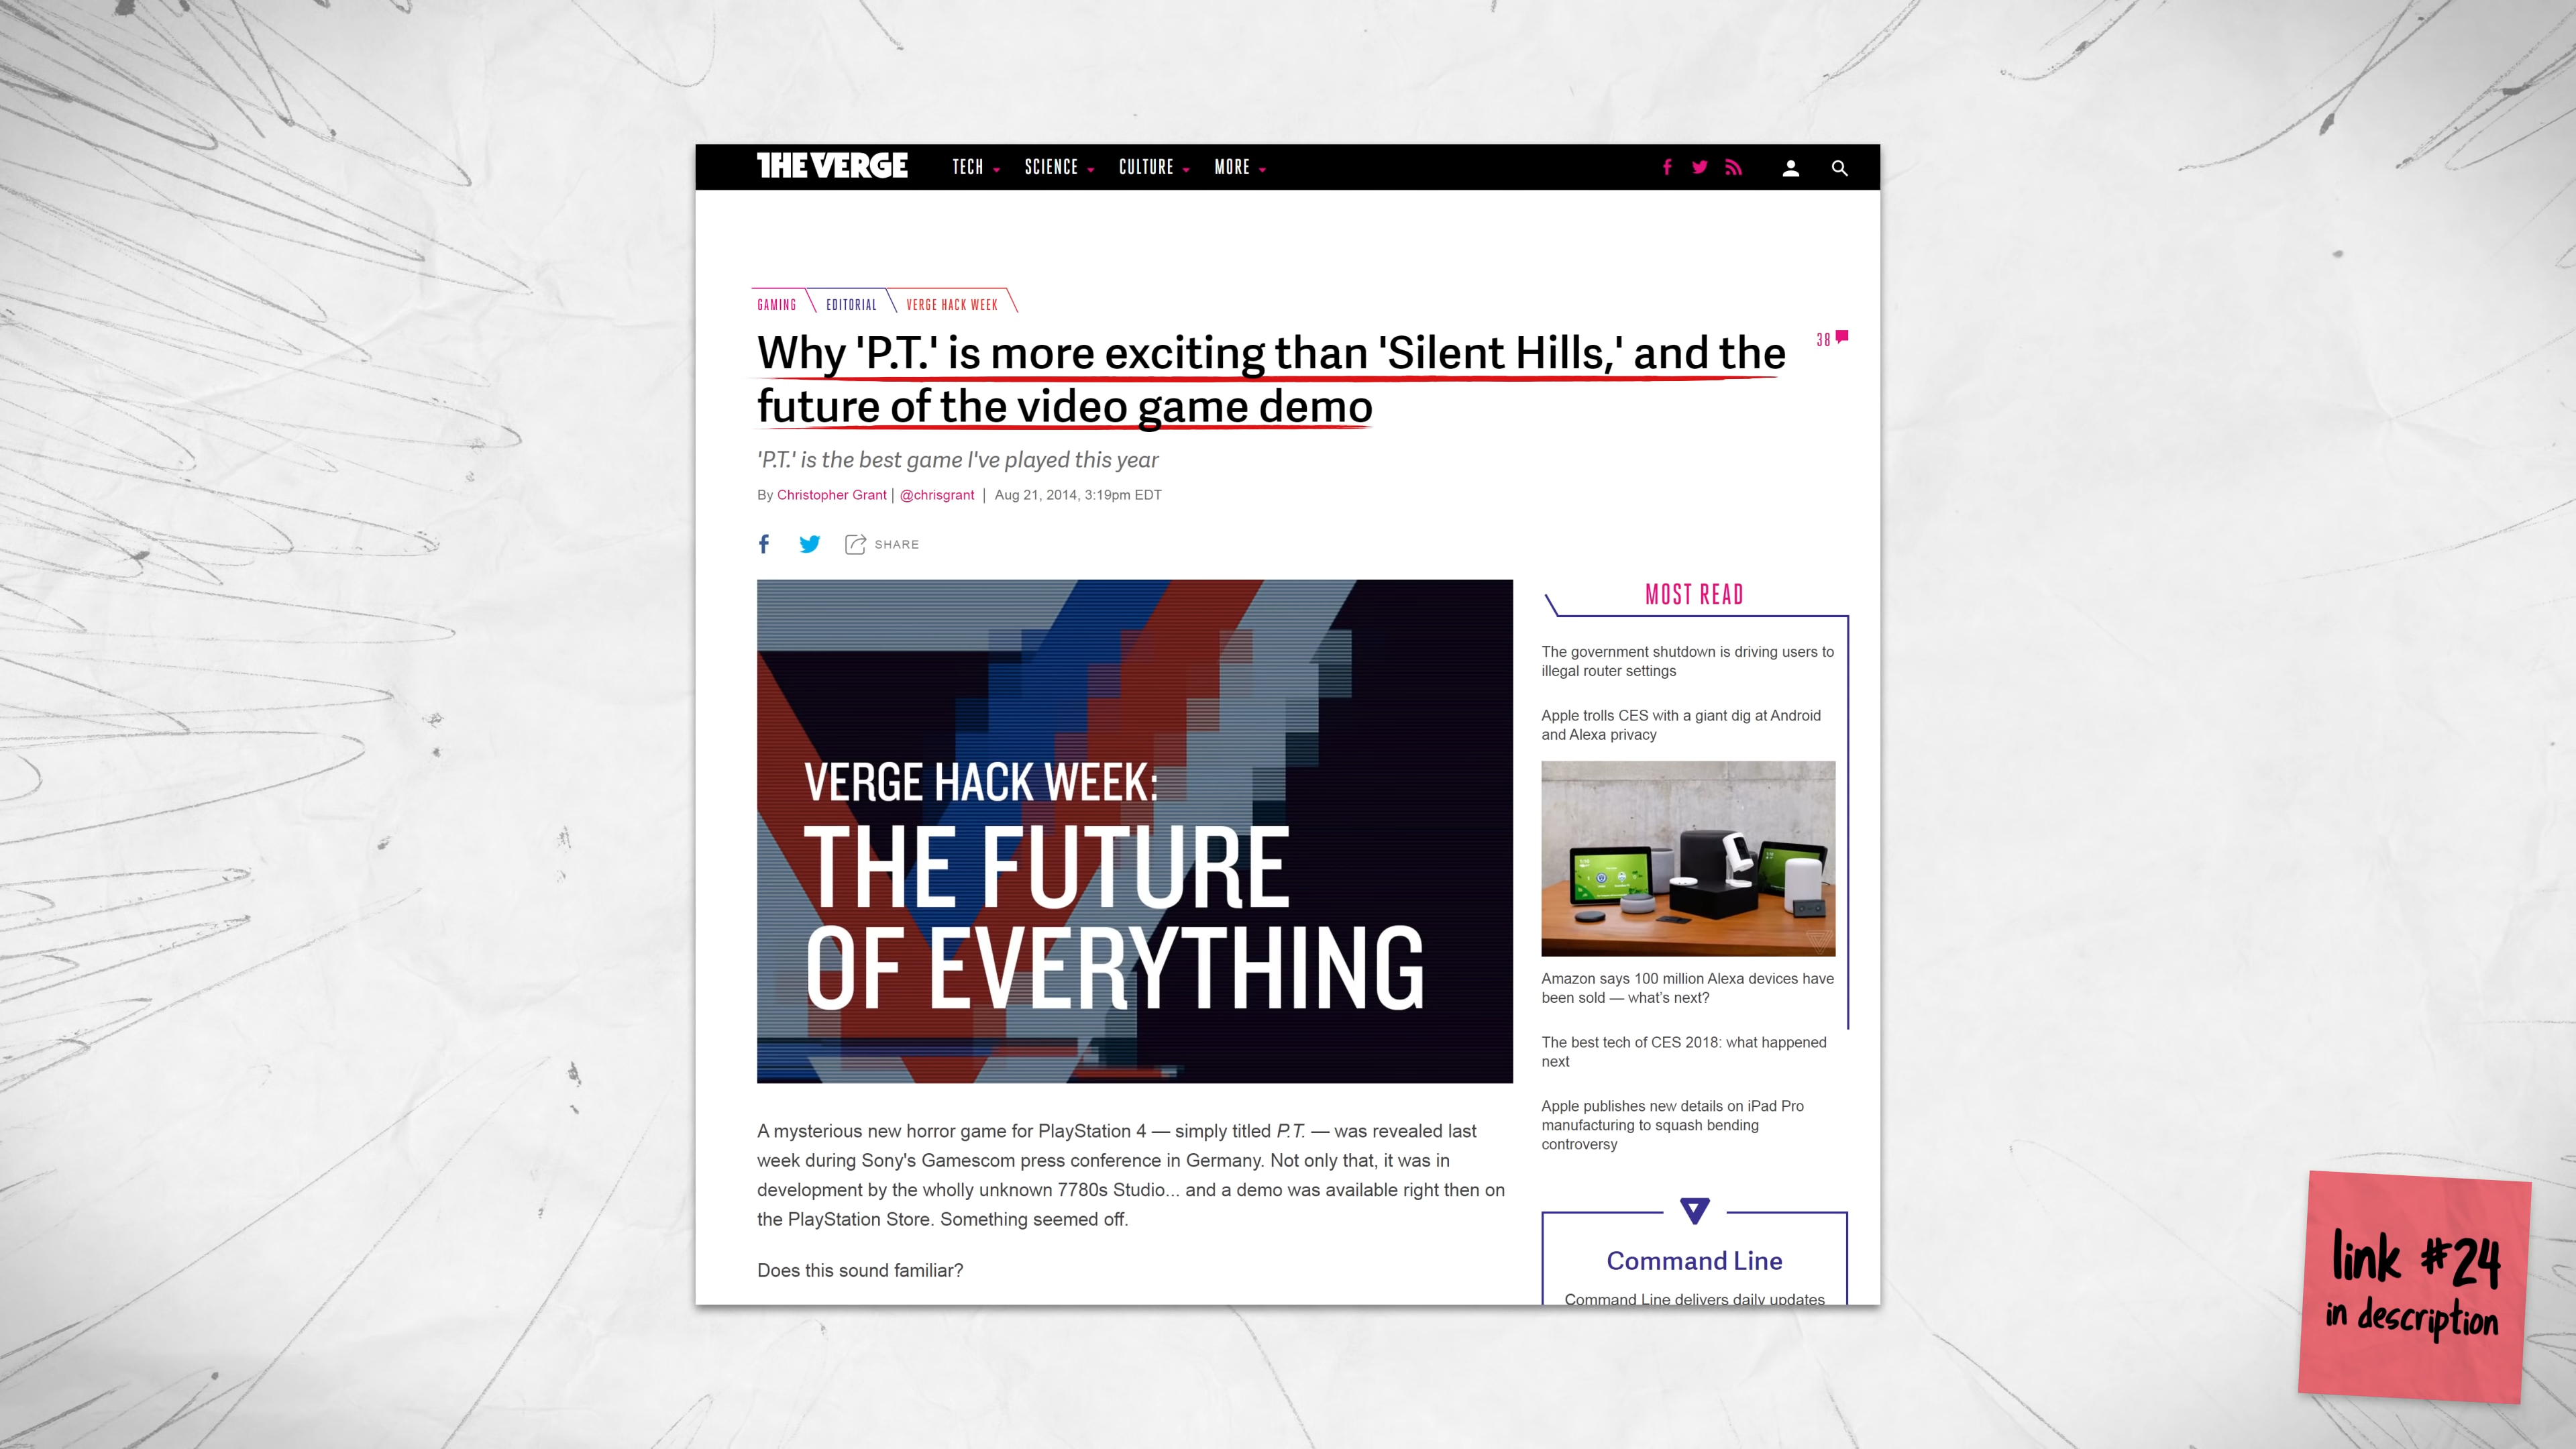 THE VERGE
TECH
SCIENCE
CULTURE
MORE
GAMING
EDITORIAL
VERGE HACK WEEK
Why 'P.T.' is more exciting than 'Silent Hills,' and the
future of the video game demo
38
'P.T.' is the best game I've played this year
By Christopher Grant | @chrisgrant | Aug 21, 2014, 3:19pm EDT
SHARE
VERGE HACK WEEK:
THE FUTURE
OF EVERYTHING
A mysterious new horror game for PlayStation 4 — simply titled P.T. — was revealed last
week during Sony's Gamescom press conference in Germany. Not only that, it was in
development by the wholly unknown 7780s Studio... and a demo was available right then on
the PlayStation Store. Something seemed off.
Does this sound familiar?
MOST READ
The government shutdown is driving users to
illegal router settings
Apple trolls CES with a giant dig at Android
and Alexa privacy
Amazon says 100 million Alexa devices have
been sold — what's next?
The best tech of CES 2018: what happened
next
Apple publishes new details on iPad Pro
manufacturing to squash bending
controversy
Command Line
Command Line delivers daily updates
link #24
in description